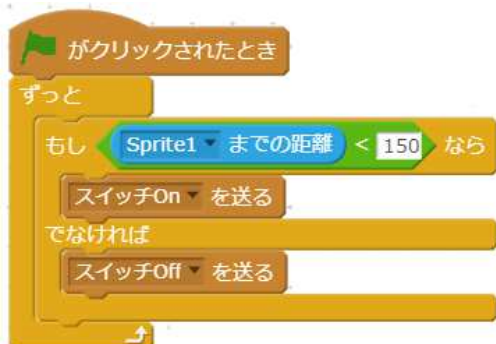 がクリックされたとき
ずっと
もし Sprite1 までの距離 < 150 なら
スイッチOn を送る
でなければ
スイッチOff を送る